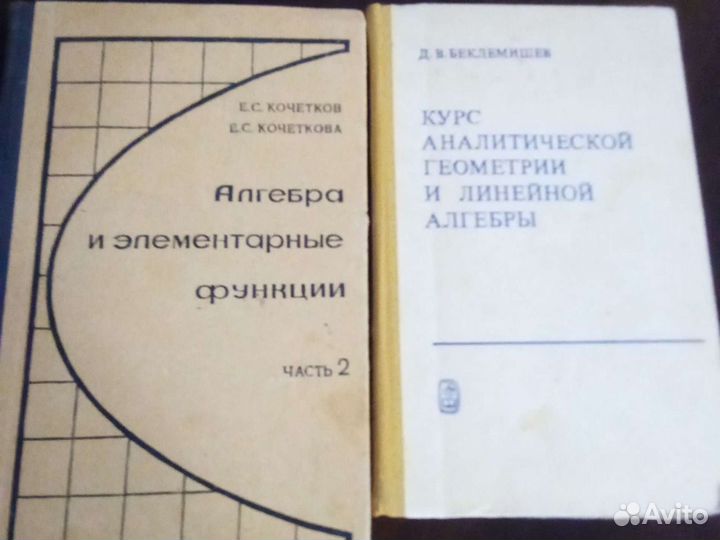 Е.С. КОЧЕТКОВ
Е.С. КОЧЕТКОВА
Алгебра
и элементарные
функции
ЧАСТЬ 2
Д. В. БЕКЛЕМИШЕВ
КУРС
АНАЛИТИЧЕСКОЙ
ГЕОМЕТРИИ
И ЛИНЕЙНОЙ
АЛГЕБРЫ
Avito